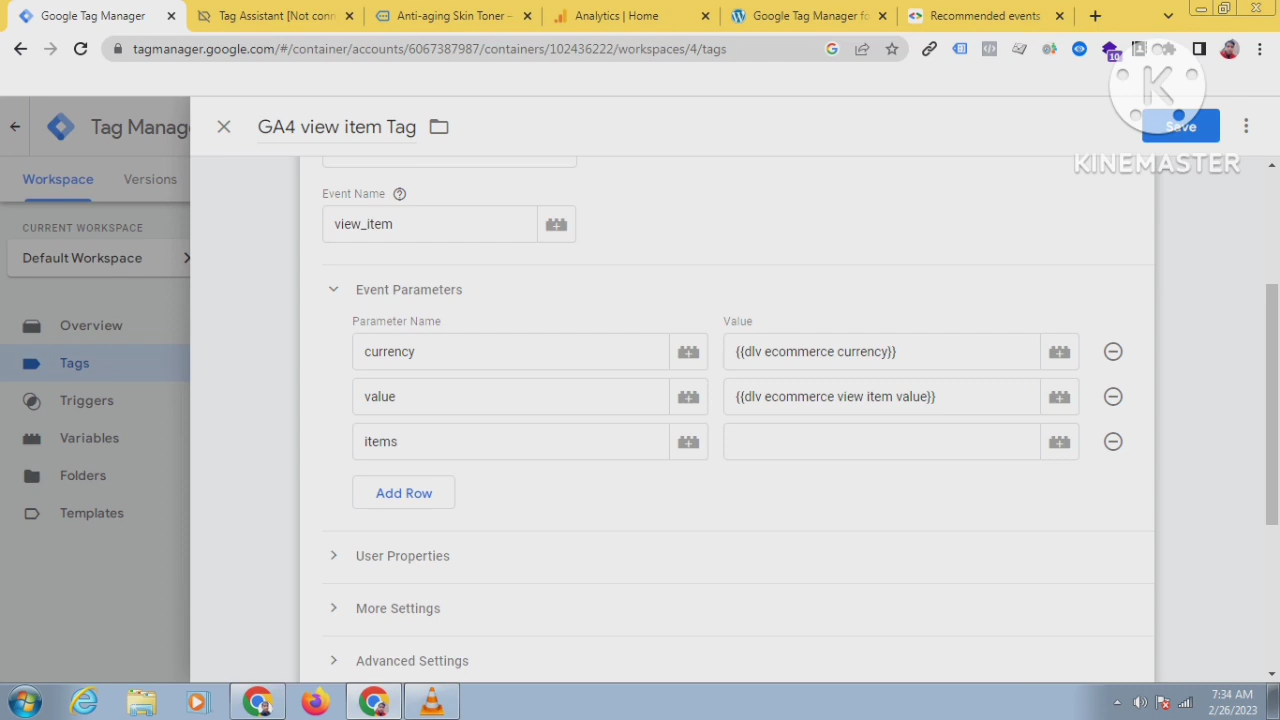 Google Tag Manager
Tag Assistant [Not conn
Anti-aging Skin Toner –
Analytics | Home
Google Tag Manager fo
Recommended events
tagmanager.google.com/#/container/accounts/6067387987/containers/102436222/workspaces/4/tags
10
Tag Manag
GA4 view item Tag
Save
KINEMASTER
Workspace
Versions
CURRENT WORKSPACE
Default Workspace
Overview
Tags
Triggers
Variables
Folders
Templates
Event Name
view_item
Event Parameters
Parameter Name
Value
currency
{{dlv ecommerce currency}}
value
{{dlv ecommerce view item value}}
items
Add Row
User Properties
More Settings
Advanced Settings
7:34 AM
2/26/2023